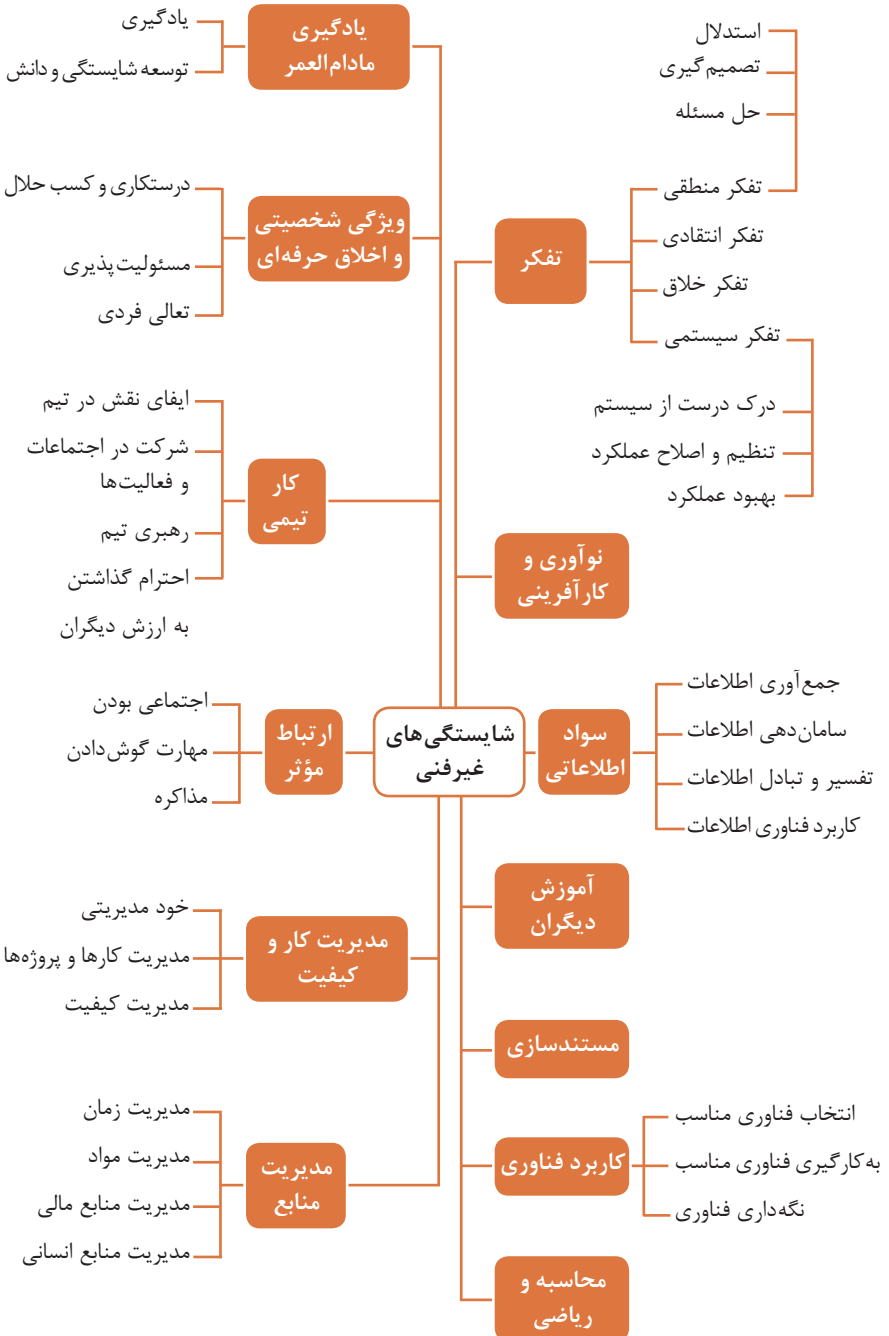 شایستگی‌های
غیرفنی
تفکر
استدلال
تصمیم‌گیری
حل مسئله
تفکر منطقی
تفکر انتقادی
تفکر خلاق
تفکر سیستمی
درک درست از سیستم
تنظیم و اصلاح عملکرد
بهبود عملکرد
نوآوری و
کارآفرینی
سواد
اطلاعاتی
جمع‌آوری اطلاعات
سامان‌دهی اطلاعات
تفسیر و تبادل اطلاعات
کاربرد فناوری اطلاعات
آموزش
دیگران
مستندسازی
کاربرد فناوری
انتخاب فناوری مناسب
به‌کارگیری فناوری مناسب
نگه‌داری فناوری
محاسبه و
ریاضی
یادگیری
مادام‌العمر
یادگیری
توسعه شایستگی و دانش
ویژگی شخصیتی
و اخلاق حرفه‌ای
درستکاری و کسب حلال
مسئولیت‌پذیری
تعالی فردی
کار
تیمی
ایفای نقش در تیم
شرکت در اجتماعات
و فعالیت‌ها
رهبری تیم
احترام گذاشتن
به ارزش دیگران
ارتباط
مؤثر
اجتماعی بودن
مهارت گوش‌دادن
مذاکره
مدیریت کار و
کیفیت
خود مدیریتی
مدیریت کارها و پروژه‌ها
مدیریت کیفیت
مدیریت
منابع
مدیریت زمان
مدیریت مواد
مدیریت منابع مالی
مدیریت منابع انسانی